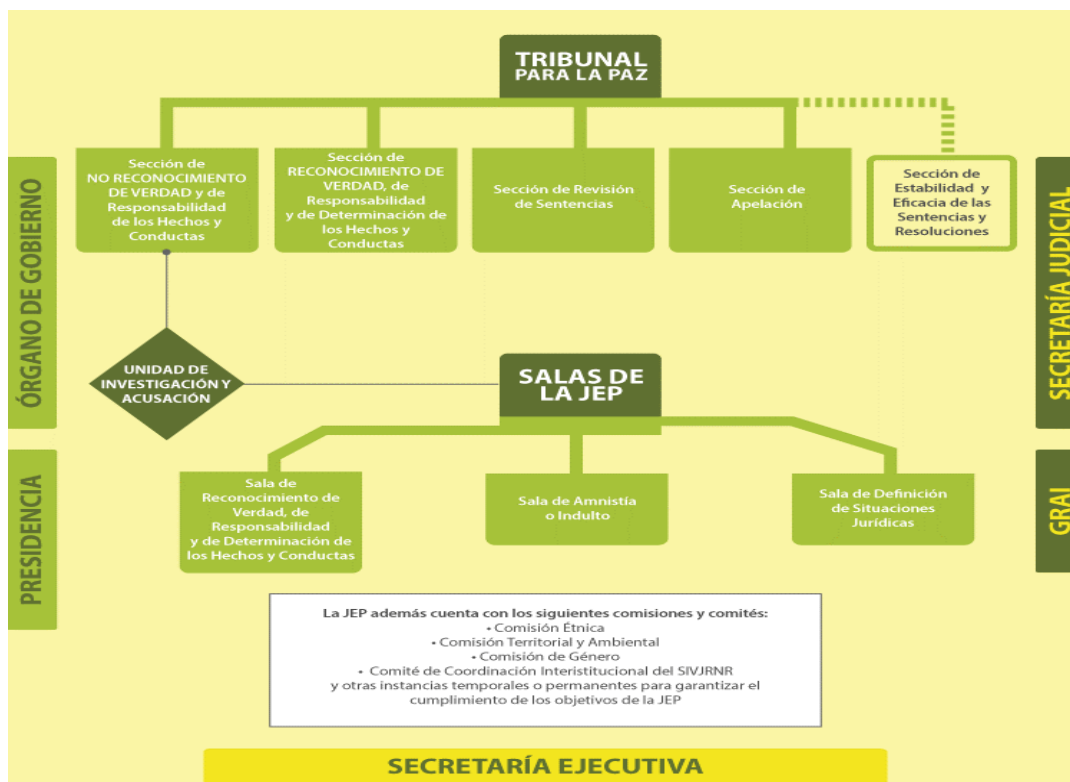 TRIBUNAL
PARA LA PAZ
Sección de
NO RECONOCIMIENTO
DE VERDAD y de
Responsabilidad
de los Hechos y
Conductas
Sección de
RECONOCIMIENTO DE
VERDAD, de
Responsabilidad
y de Determinación de
los Hechos y
Conductas
Sección de Revisión
de Sentencias
Sección de
Apelación
Sección de
Estabilidad y
Eficacia de las
Sentencias y
Resoluciones
ÓRGANO DE GOBIERNO
SECRETARÍA JUDICIAL
UNIDAD DE
INVESTIGACIÓN Y
ACUSACIÓN
SALAS DE
LA JEP
PRESIDENCIA
GRAI
Sala de
Reconocimiento de
Verdad, de
Responsabilidad
y de Determinación de
los Hechos y Conductas
Sala de Amnistía
o Indulto
Sala de Definición
de Situaciones
Jurídicas
La JEP además cuenta con los siguientes comisiones y comités:
• Comisión Étnica
• Comisión Territorial y Ambiental
• Comisión de Género
• Comité de Coordinación Interistitucional del SIVJRNR
y otras instancias temporales o permanentes para garantizar el
cumplimiento de los objetivos de la JEP
SECRETARÍA EJECUTIVA